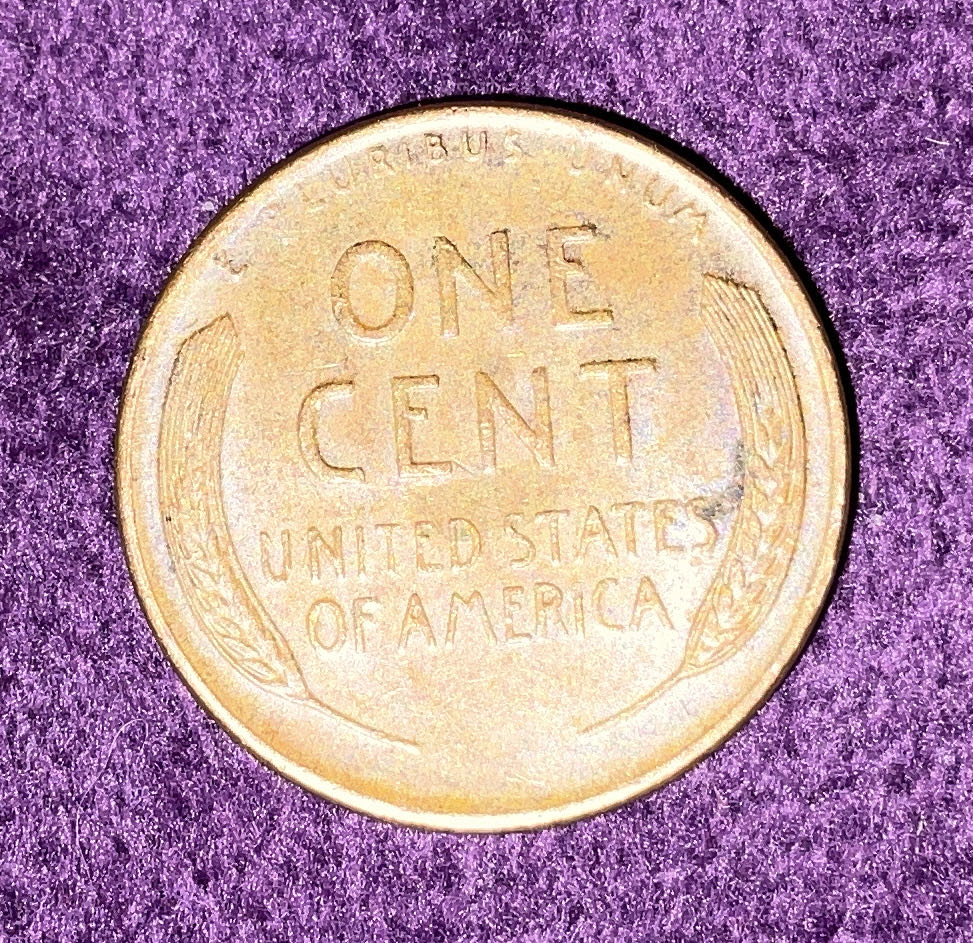 E PLURIBUS UNUM
ONE
CENT
UNITED STATES
OF AMERICA